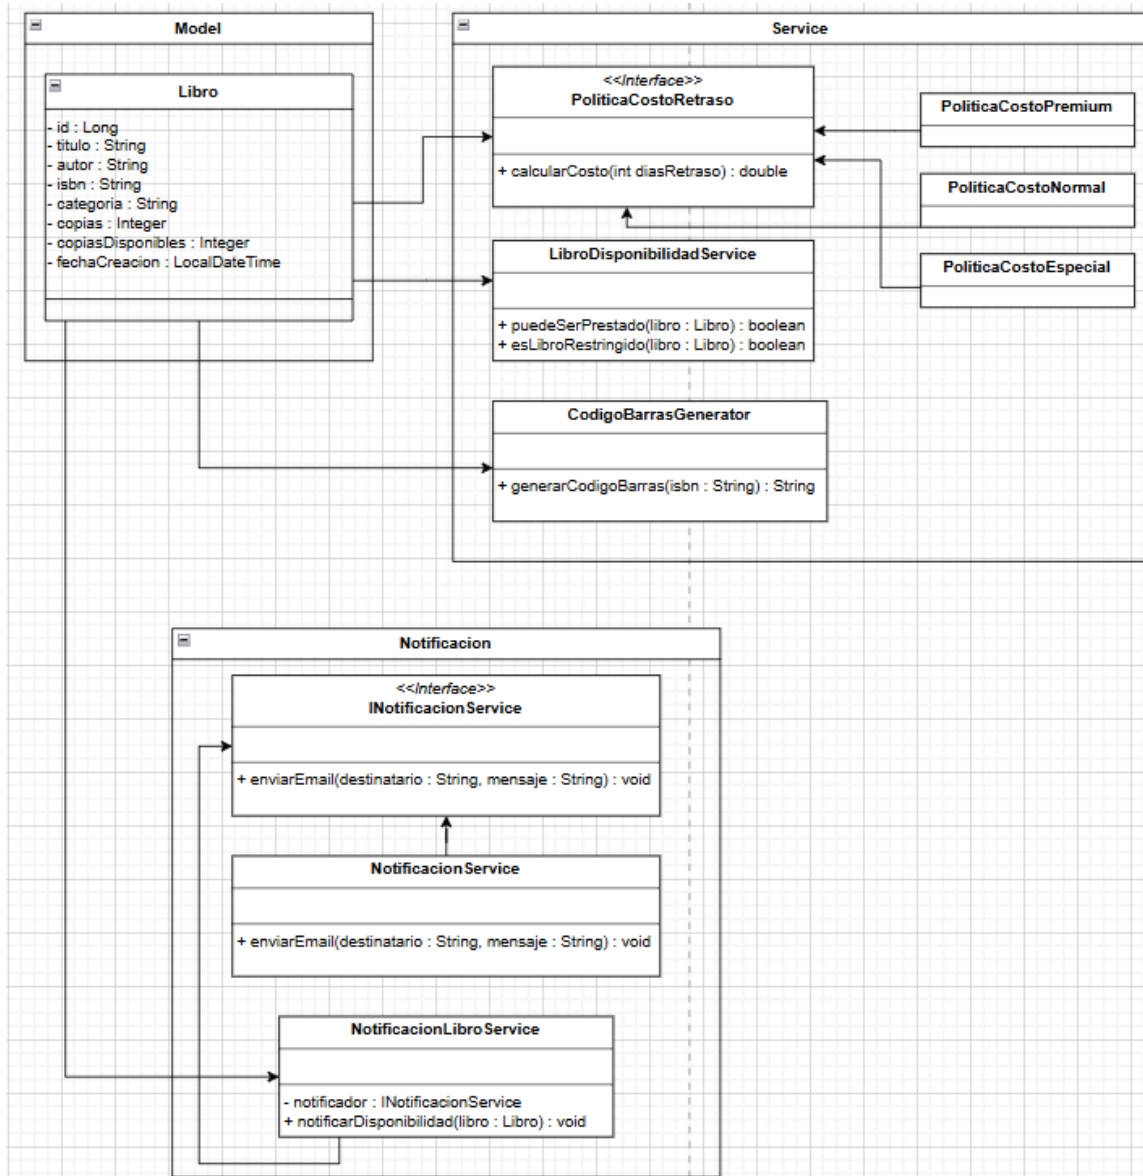 Model
Libro
- id : Long
- titulo : String
- autor : String
- isbn : String
- categoria : String
- copias : Integer
- copiasDisponibles : Integer
- fechaCreacion : LocalDateTime
Service
<<Interface>>
PoliticaCostoRetraso
+ calcularCosto(int diasRetraso) : double
PoliticaCostoPremium
PoliticaCostoNormal
PoliticaCostoEspecial
LibroDisponibilidadService
+ puedeSerPrestado(libro : Libro) : boolean
+ esLibroRestringido(libro : Libro) : boolean
CodigoBarrasGenerator
+ generarCodigoBarras(isbn : String) : String
Notificacion
<<Interface>>
INotificacionService
+ enviarEmail(destinatario : String, mensaje : String) : void
NotificacionService
+ enviarEmail(destinatario : String, mensaje : String) : void
NotificacionLibroService
- notificador : INotificacionService
+ notificarDisponibilidad(libro : Libro) : void